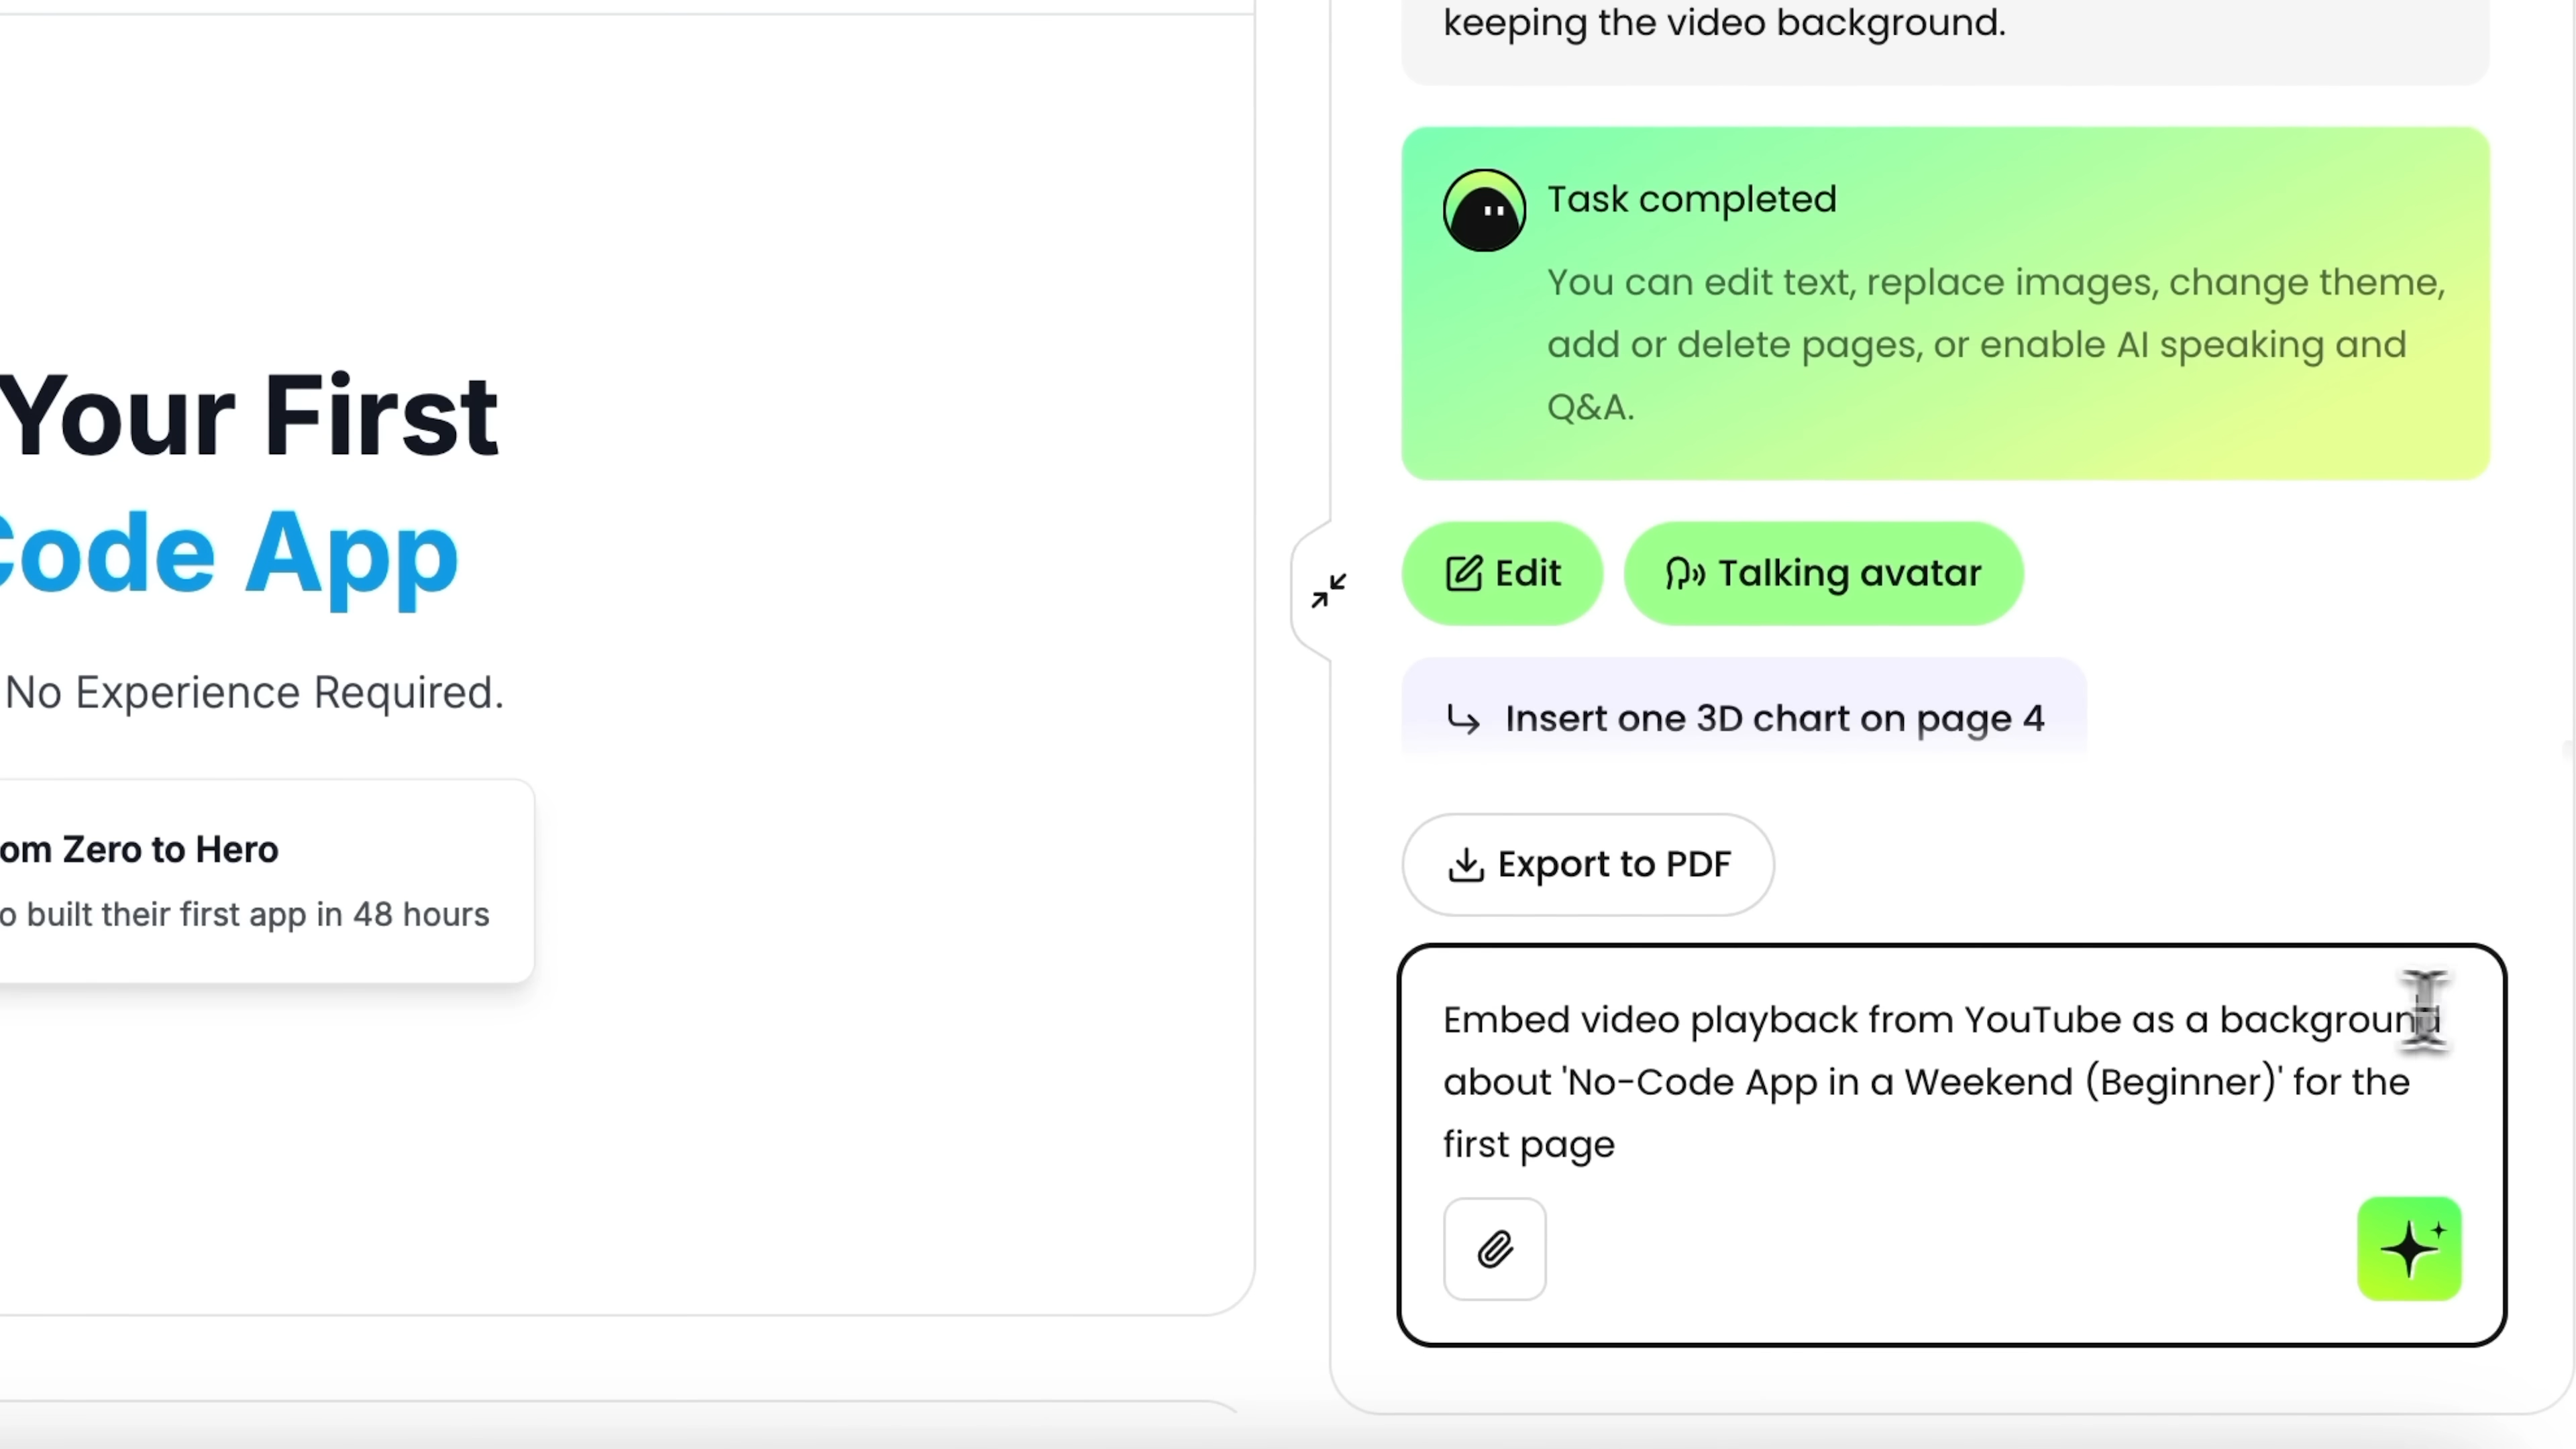 Your First
Code App
No Experience Required.
om Zero to Hero
o built their first app in 48 hours
keeping the video background.
Task completed
You can edit text, replace images, change theme,
add or delete pages, or enable AI speaking and
Q&A.
Edit
Talking avatar
Insert one 3D chart on page 4
Export to PDF
Embed video playback from YouTube as a background
about 'No-Code App in a Weekend (Beginner)' for the
first page